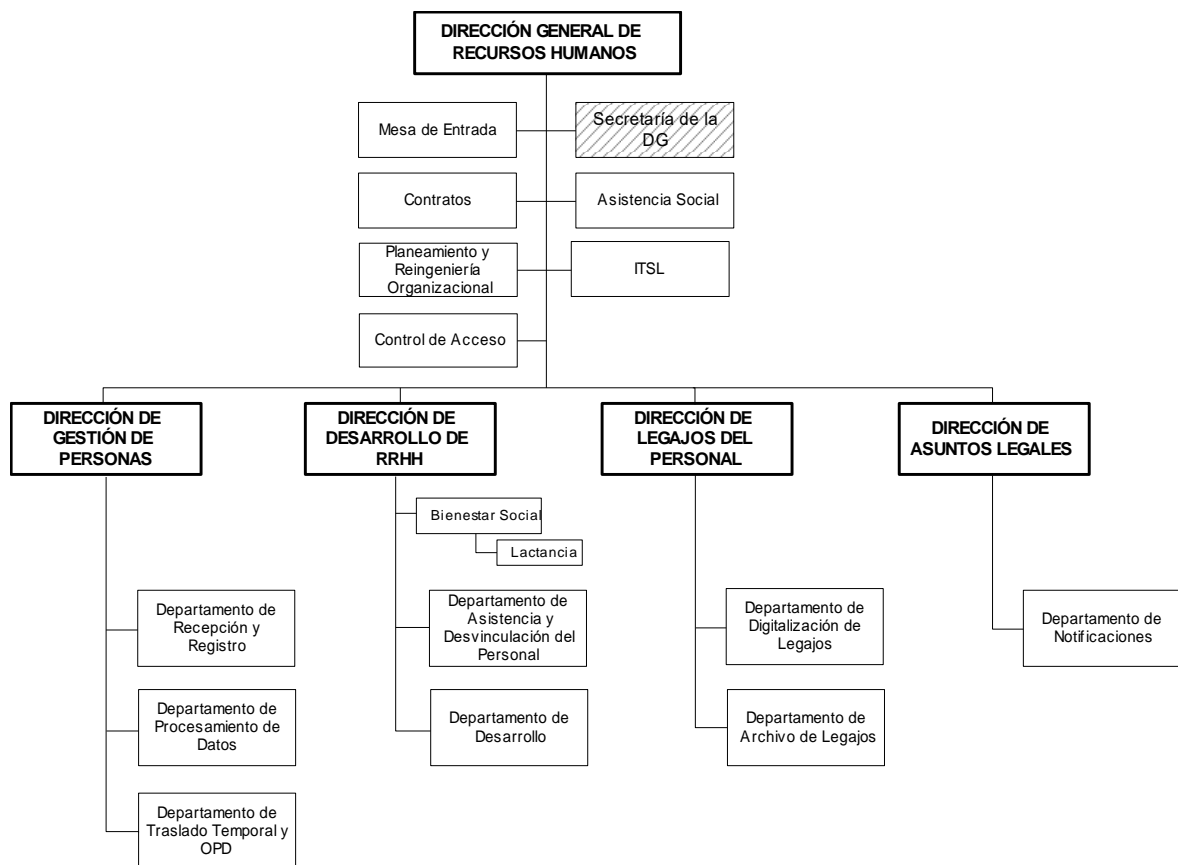 DIRECCIÓN GENERAL DE
RECURSOS HUMANOS
Mesa de Entrada
Secretaría de la
DG
Contratos
Asistencia Social
Planeamiento y
Reingeniería
Organizacional
ITSL
Control de Acceso
DIRECCIÓN DE
GESTIÓN DE
PERSONAS
DIRECCIÓN DE
DESARROLLO DE
RRHH
DIRECCIÓN DE
LEGAJOS DEL
PERSONAL
DIRECCIÓN DE
ASUNTOS LEGALES
Bienestar Social
Lactancia
Departamento de
Recepción y
Registro
Departamento de
Asistencia y
Desvinculación del
Personal
Departamento de
Digitalización de
Legajos
Departamento de
Notificaciones
Departamento de
Procesamiento de
Datos
Departamento de
Desarrollo
Departamento de
Archivo de Legajos
Departamento de
Traslado Temporal y
OPD